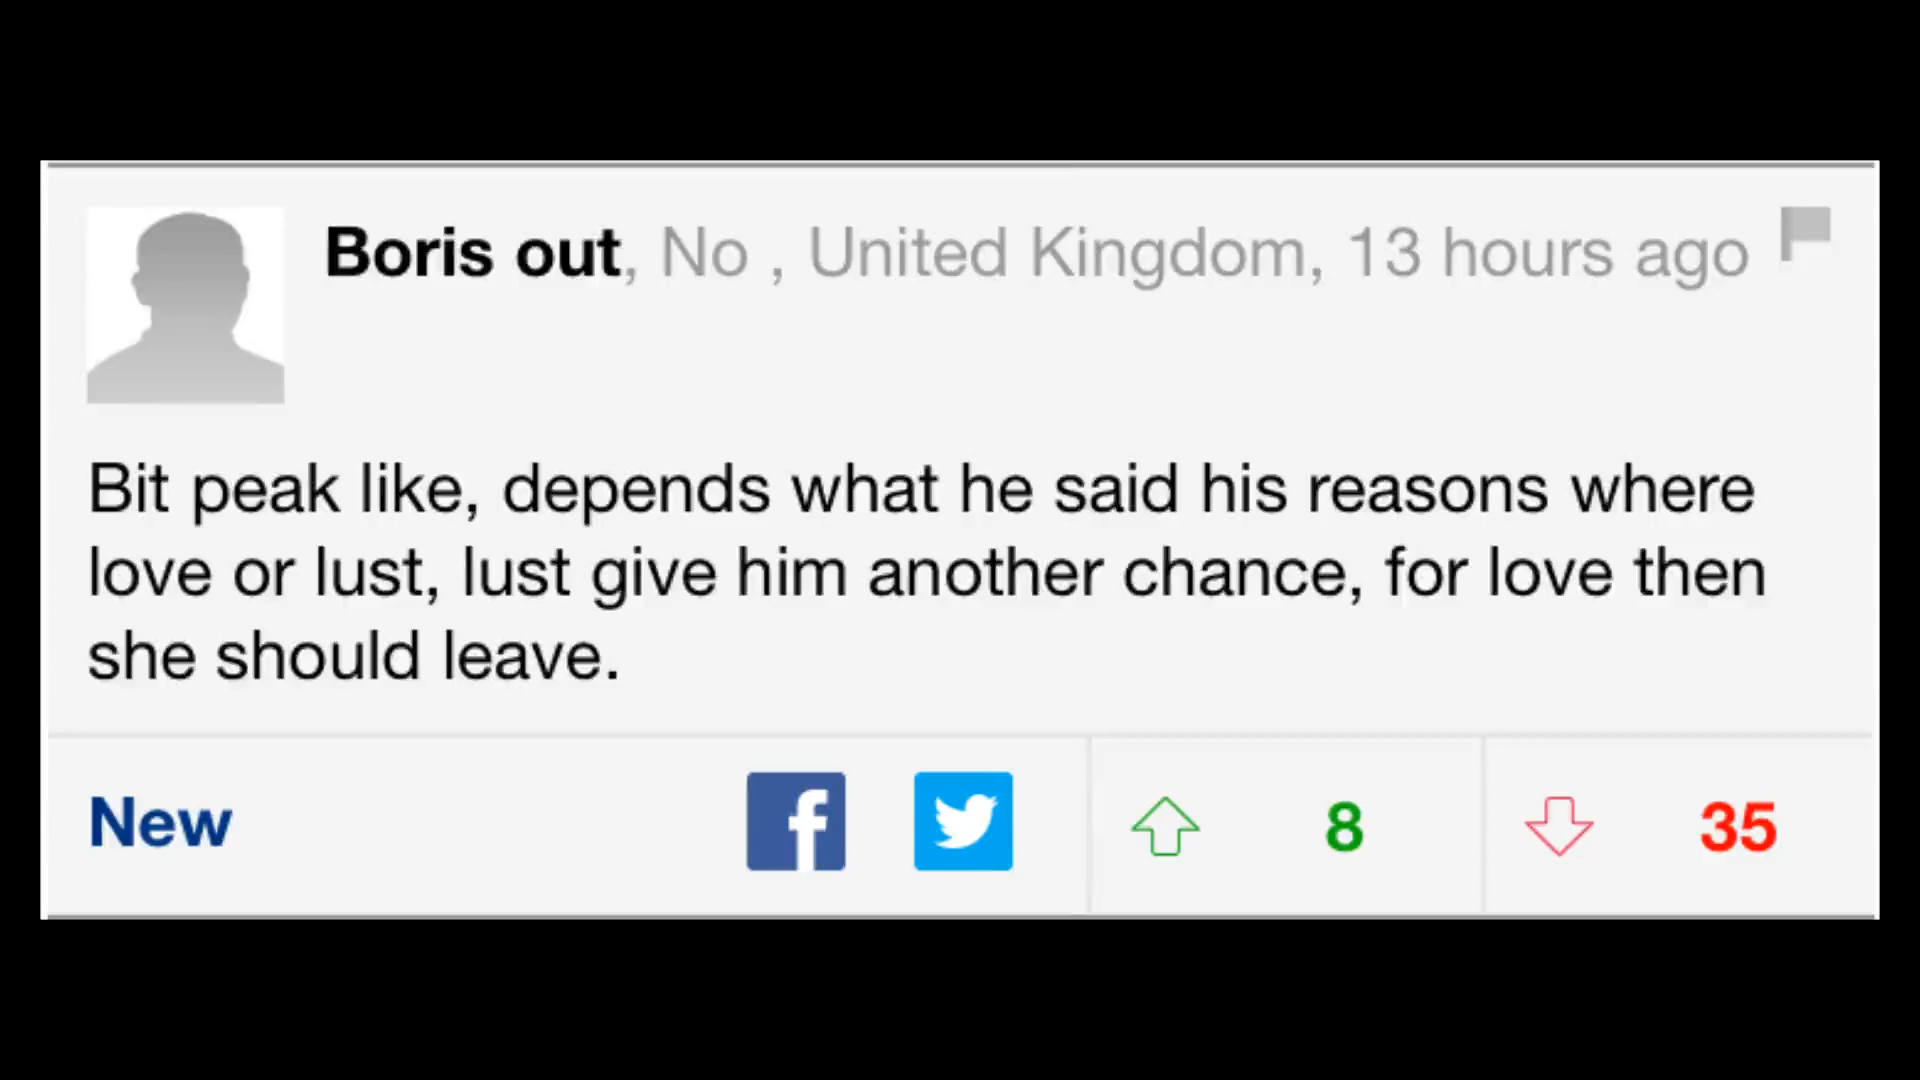 Boris out, No , United Kingdom, 13 hours ago
Bit peak like, depends what he said his reasons where
love or lust, lust give him another chance, for love then
she should leave.
New f 8 35